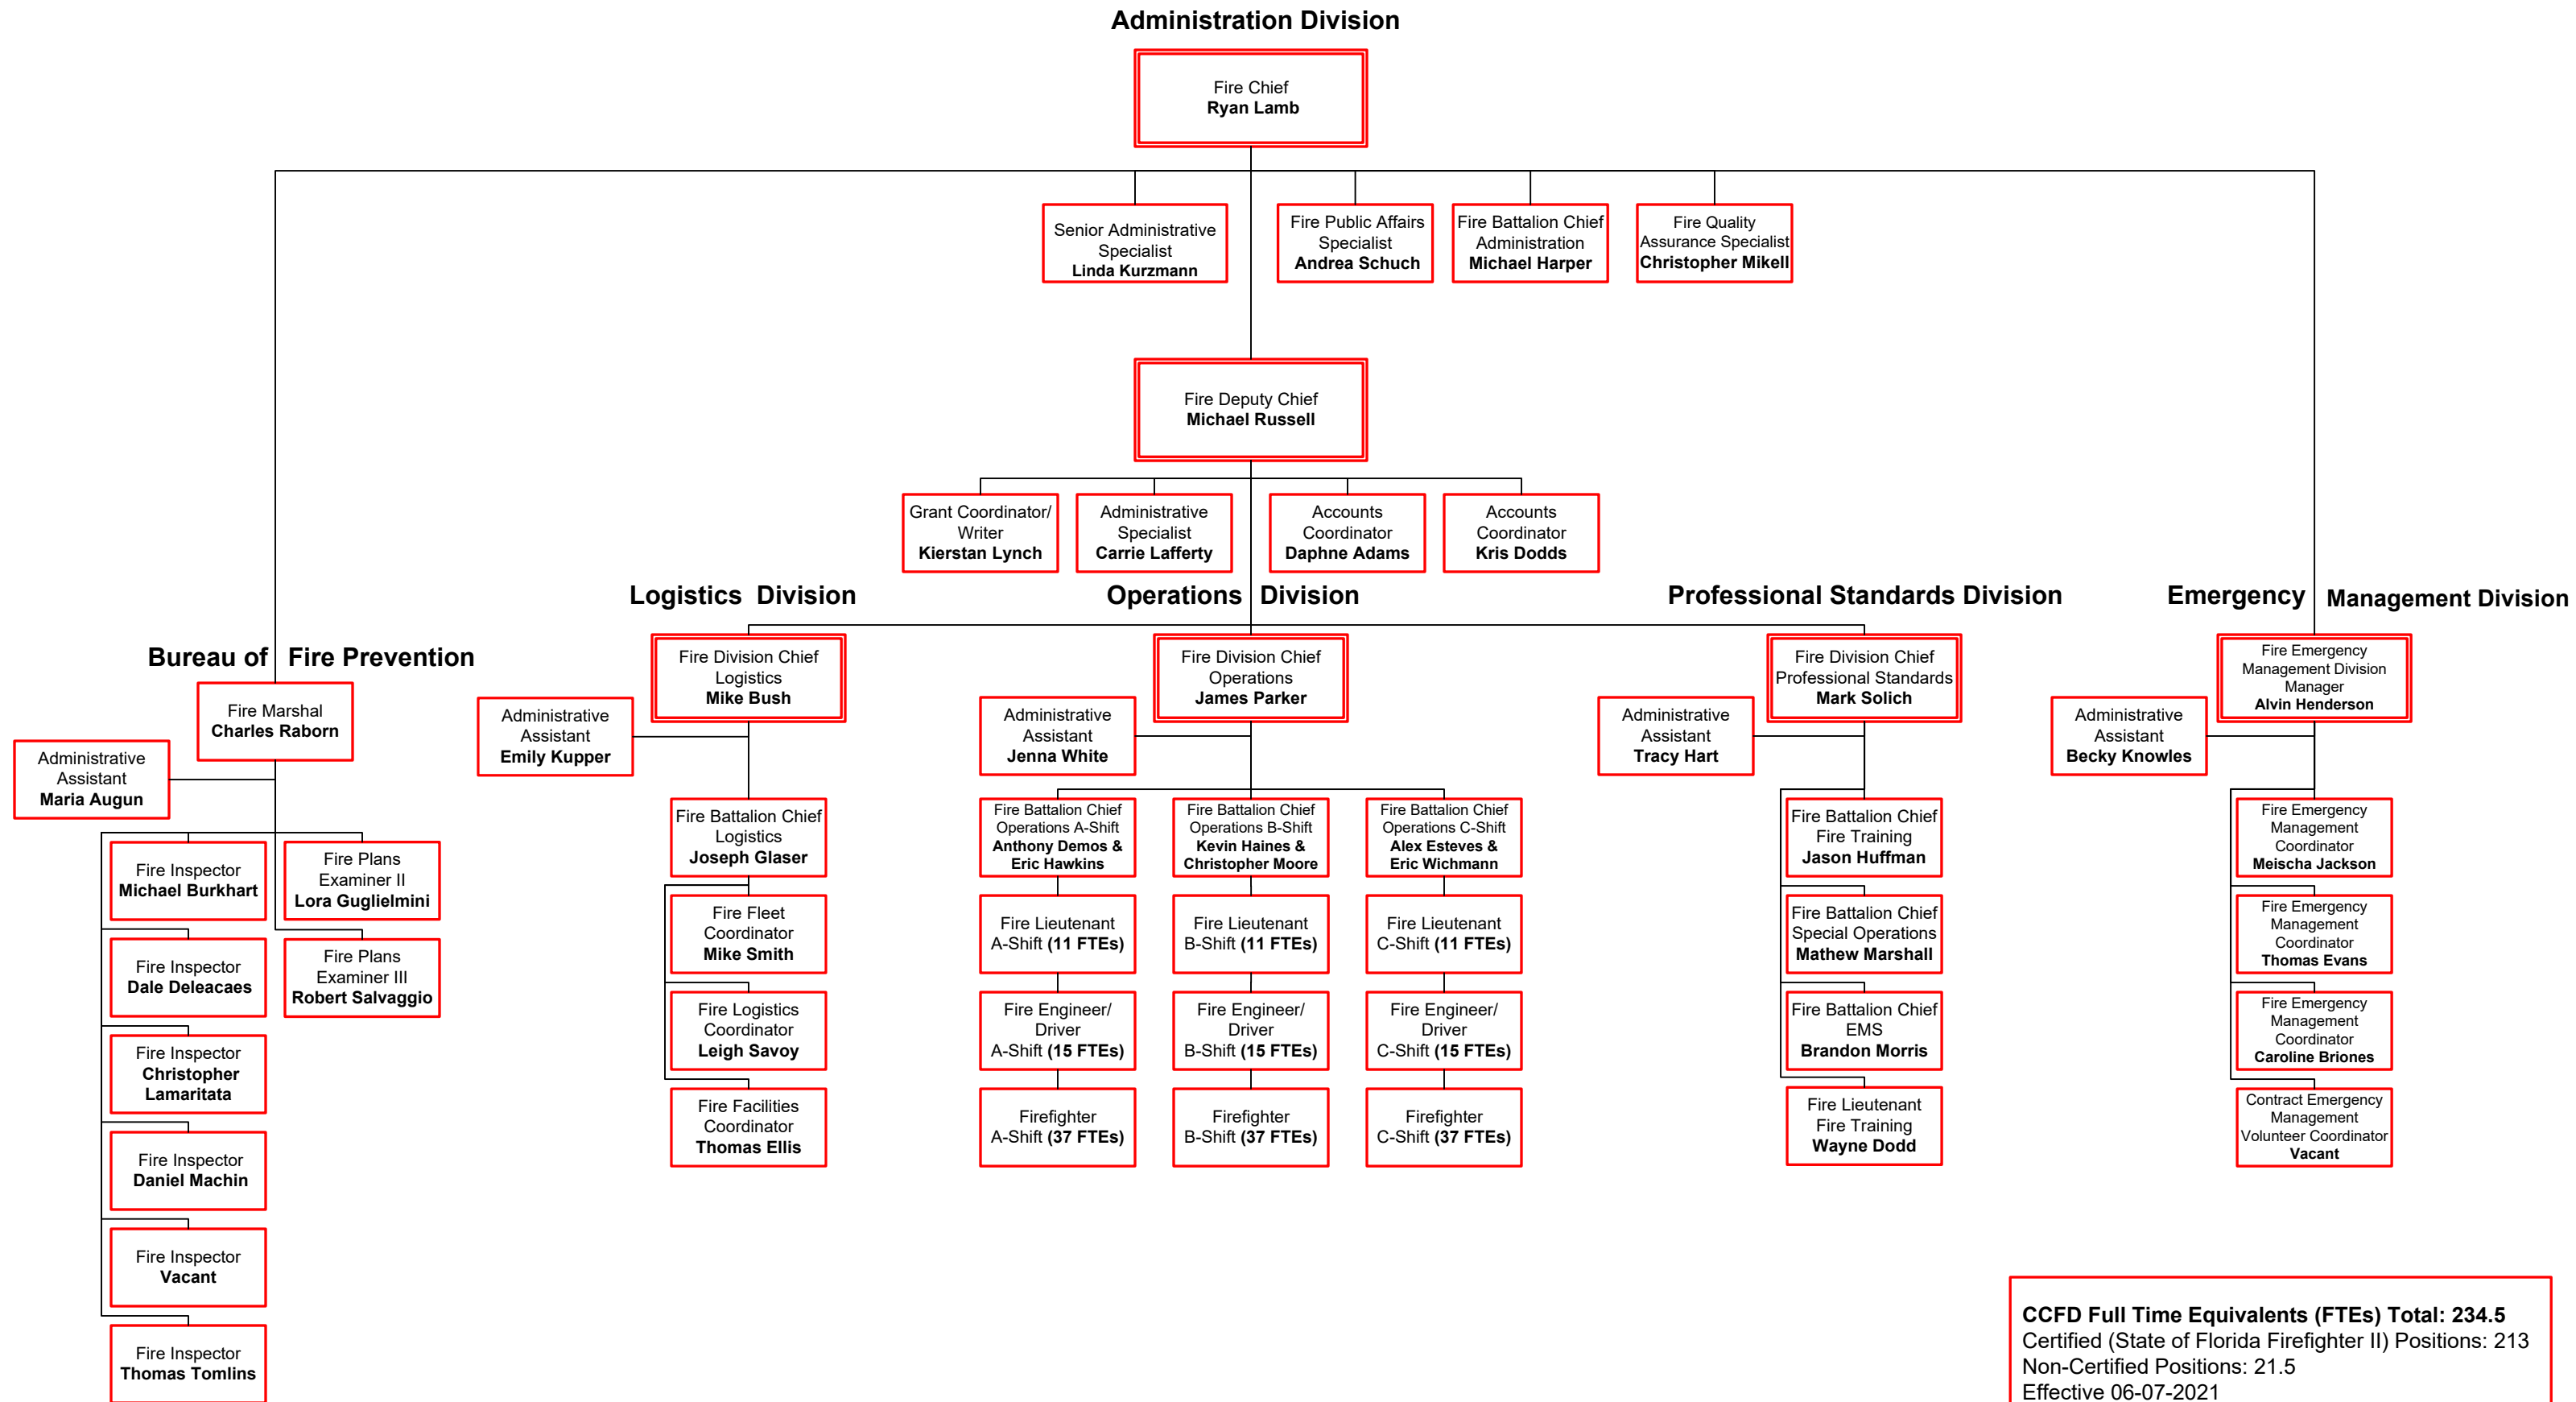 Administration Division
Fire Chief
Ryan Lamb
Senior Administrative
Specialist
Linda Kurzmann
Fire Public Affairs
Specialist
Andrea Schuch
Fire Battalion Chief
Administration
Michael Harper
Fire Quality
Assurance Specialist
Christopher Mikell
Fire Deputy Chief
Michael Russell
Grant Coordinator/
Writer
Kierstan Lynch
Administrative
Specialist
Carrie Lafferty
Accounts
Coordinator
Daphne Adams
Accounts
Coordinator
Kris Dodds
Bureau of Fire Prevention
Fire Marshal
Charles Raborn
Administrative
Assistant
Maria Augun
Fire Inspector
Michael Burkhart
Fire Inspector
Dale Deleacaes
Fire Inspector
Christopher
Lamaritata
Fire Inspector
Daniel Machin
Fire Inspector
Vacant
Fire Inspector
Thomas Tomlins
Fire Plans
Examiner II
Lora Guglielmini
Fire Plans
Examiner III
Robert Salvaggio
Logistics Division
Fire Division Chief
Logistics
Mike Bush
Administrative
Assistant
Emily Kupper
Fire Battalion Chief
Logistics
Joseph Glaser
Fire Fleet
Coordinator
Mike Smith
Fire Logistics
Coordinator
Leigh Savoy
Fire Facilities
Coordinator
Thomas Ellis
Operations Division
Fire Division Chief
Operations
James Parker
Administrative
Assistant
Jenna White
Fire Battalion Chief
Operations A-Shift
Anthony Demos &
Eric Hawkins
Fire Lieutenant
A-Shift (11 FTEs)
Fire Engineer/
Driver
A-Shift (15 FTEs)
Firefighter
A-Shift (37 FTEs)
Fire Battalion Chief
Operations B-Shift
Kevin Haines &
Christopher Moore
Fire Lieutenant
B-Shift (11 FTEs)
Fire Engineer/
Driver
B-Shift (15 FTEs)
Firefighter
B-Shift (37 FTEs)
Fire Battalion Chief
Operations C-Shift
Alex Esteves &
Eric Wichmann
Fire Lieutenant
C-Shift (11 FTEs)
Fire Engineer/
Driver
C-Shift (15 FTEs)
Firefighter
C-Shift (37 FTEs)
Professional Standards Division
Fire Division Chief
Professional Standards
Mark Solich
Administrative
Assistant
Tracy Hart
Fire Battalion Chief
Fire Training
Jason Huffman
Fire Battalion Chief
Special Operations
Mathew Marshall
Fire Battalion Chief
EMS
Brandon Morris
Fire Lieutenant
Fire Training
Wayne Dodd
Emergency Management Division
Fire Emergency
Management Division
Manager
Alvin Henderson
Administrative
Assistant
Becky Knowles
Fire Emergency
Management
Coordinator
Meischa Jackson
Fire Emergency
Management
Coordinator
Thomas Evans
Fire Emergency
Management
Coordinator
Caroline Briones
Contract Emergency
Management
Volunteer Coordinator
Vacant
CCFD Full Time Equivalents (FTEs) Total: 234.5
Certified (State of Florida Firefighter II) Positions: 213
Non-Certified Positions: 21.5
Effective 06-07-2021